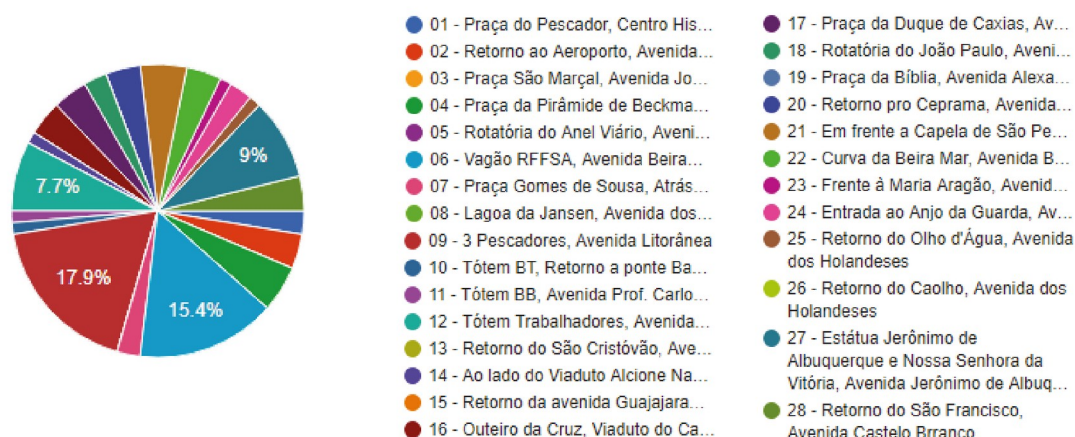 9%
7.7%
17.9%
15.4%
01 - Praça do Pescador, Centro His...
02 - Retorno ao Aeroporto, Avenida...
03 - Praça São Marçal, Avenida Jo...
04 - Praça da Pirâmide de Beckma...
05 - Rotatória do Anel Viário, Aveni...
06 - Vagão RFFSA, Avenida Beira...
07 - Praça Gomes de Sousa, Atrás...
08 - Lagoa da Jansen, Avenida dos...
09 - 3 Pescadores, Avenida Litorânea
10 - Tótem BT, Retorno a ponte Ba...
11 - Tótem BB, Avenida Prof. Carlo...
12 - Tótem Trabalhadores, Avenida...
13 - Retorno do São Cristóvão, Ave...
14 - Ao lado do Viaduto Alcione Na...
15 - Retorno da avenida Guajajara...
16 - Outeiro da Cruz, Viaduto do Ca...
17 - Praça da Duque de Caxias, Av...
18 - Rotatória do João Paulo, Aveni...
19 - Praça da Bíblia, Avenida Alexa...
20 - Retorno pro Ceprama, Avenida...
21 - Em frente a Capela de São Pe...
22 - Curva da Beira Mar, Avenida B...
23 - Frente à Maria Aragão, Avenid...
24 - Entrada ao Anjo da Guarda, Av...
25 - Retorno do Olho d'Água, Avenida
dos Holandeses
26 - Retorno do Caolho, Avenida dos
Holandeses
27 - Estátua Jerônimo de
Albuquerque e Nossa Senhora da
Vitória, Avenida Jerônimo de Albuq...
28 - Retorno do São Francisco,
Avenida Castelo Brranco